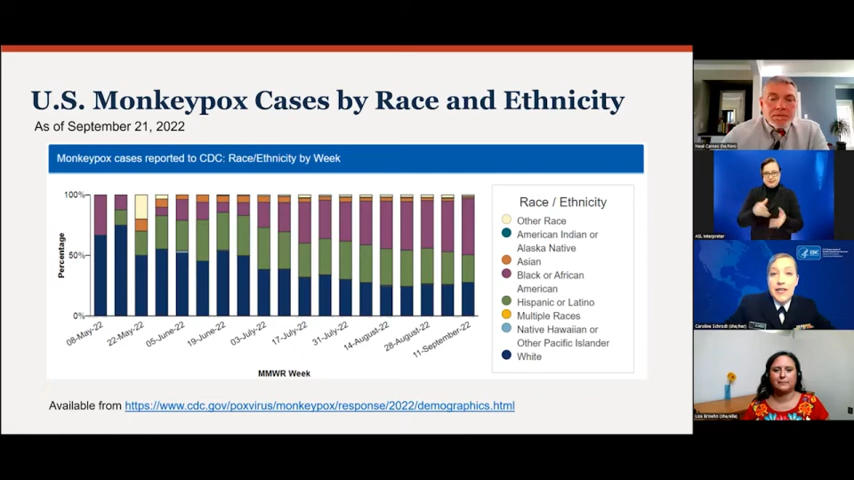 U.S. Monkeypox Cases by Race and Ethnicity
As of September 21, 2022
Monkeypox cases reported to CDC: Race/Ethnicity by Week
100%
50%
0%
Percentage
08-May-22
22-May-22
05-June-22
19-June-22
03-July-22
17-July-22
31-July-22
14-August-22
28-August-22
11-September-22
MMWR Week
Race / Ethnicity
Other Race
American Indian or
Alaska Native
Asian
Black or African
American
Hispanic or Latino
Multiple Races
Native Hawaiian or
Other Pacific Islander
White
Available from https://www.cdc.gov/poxvirus/monkeypox/response/2022/demographics.html
ASL Interpreter
CDC